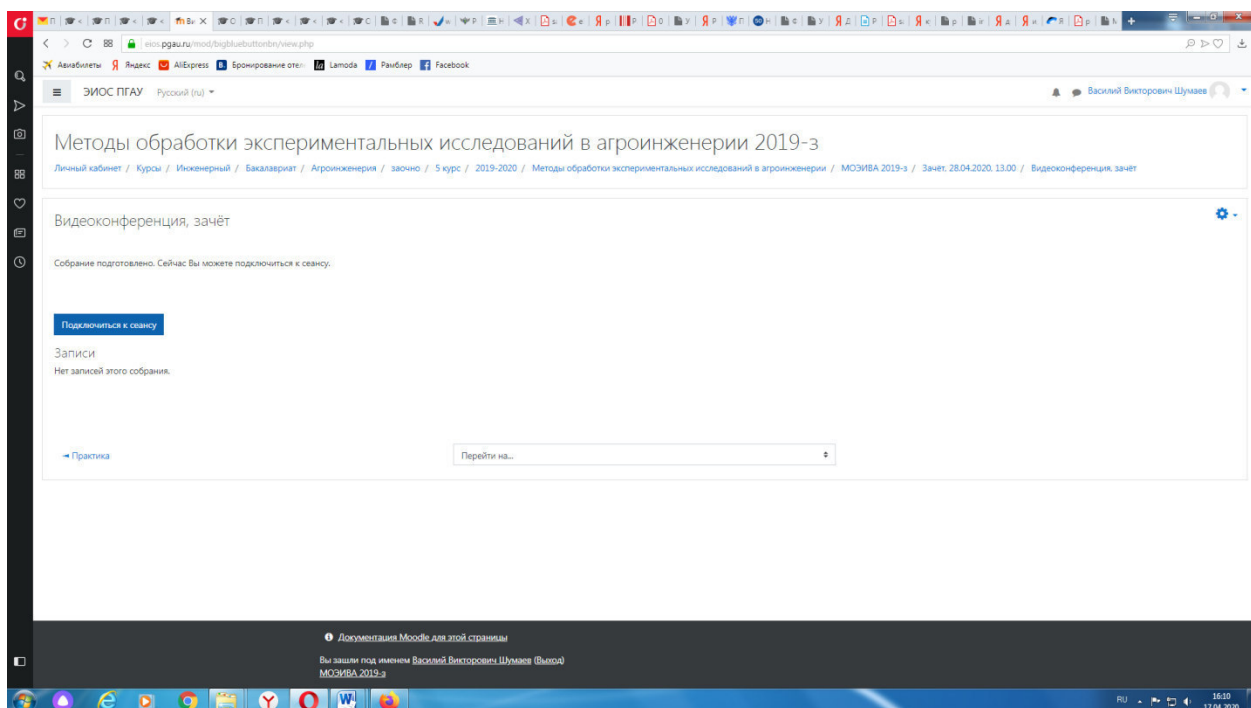 eios.pgau.ru/mod/bigbluebuttonbn/view.php
Авиабилеты Яндекс AliExpress Бронирование отел Lamoda Рамблер Facebook
ЭИОС ПГАУ Русский (ru) Василий Викторович Шумаев
Методы обработки экспериментальных исследований в агроинженерии 2019-з
Личный кабинет / Курсы / Инженерный / Бакалавриат / Агроинженерия / заочно / 5 курс / 2019-2020 / Методы обработки экспериментальных исследований в агроинженерии / МОЭИВА 2019-з / Зачёт, 28.04.2020, 13.00 / Видеоконференция, зачёт
Видеоконференция, зачёт
Собрание подготовлено. Сейчас Вы можете подключиться к сеансу.
Подключиться к сеансу
Записи
Нет записей этого собрания.
◄ Практика Перейти на...
Документация Moodle для этой страницы
Вы зашли под именем Василий Викторович Шумаев (Выход)
МОЭИВА 2019-з
RU 16:10
17.04.2020